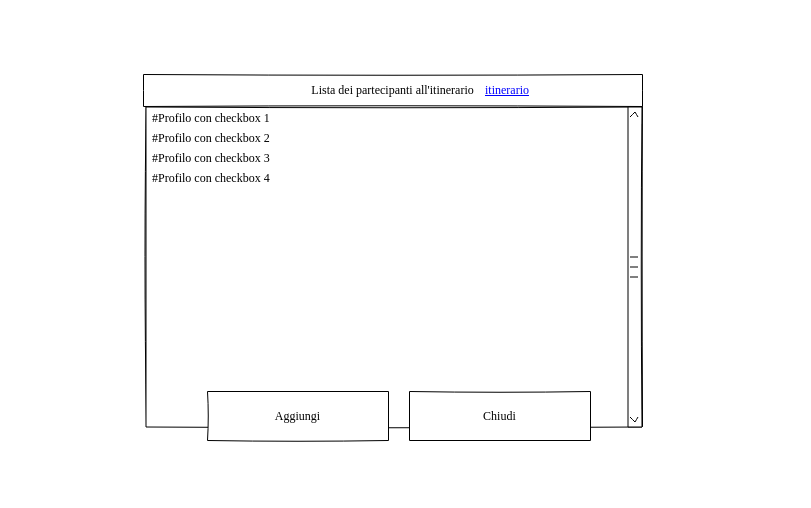 Lista dei partecipanti all'itinerario itinerario
#Profilo con checkbox 1
#Profilo con checkbox 2
#Profilo con checkbox 3
#Profilo con checkbox 4
Aggiungi
Chiudi